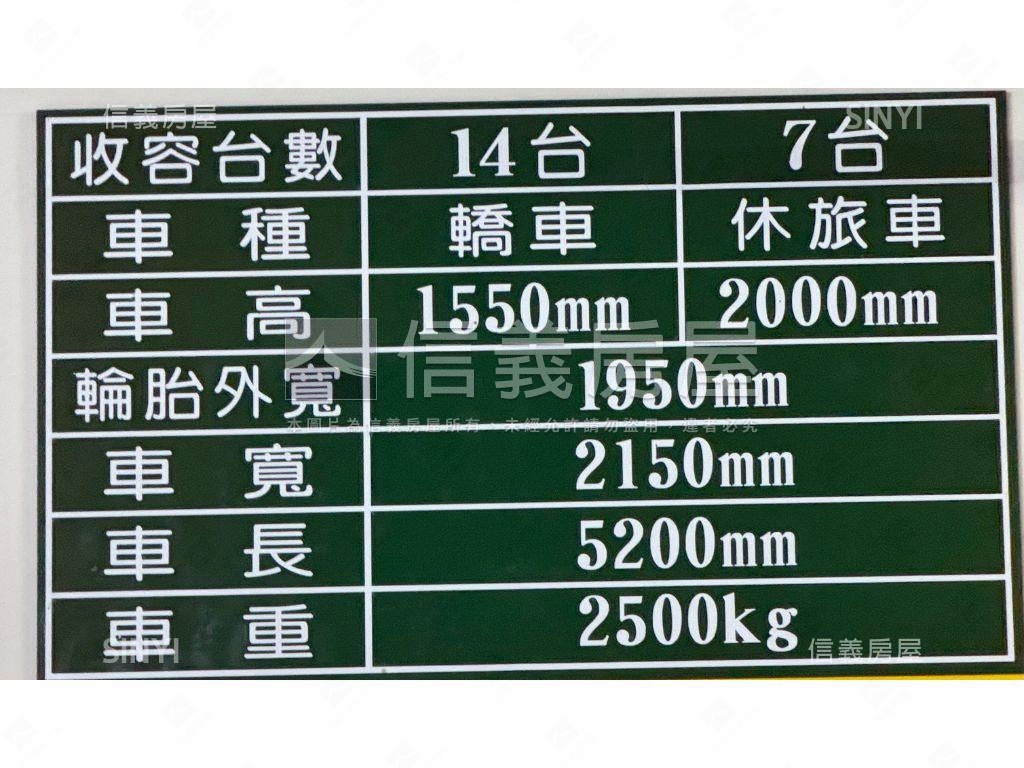 信義房屋 SINYI
收容台數 14台 7台
車種 轎車 休旅車
車高 1550mm 2000mm
信義房屋
輪胎外寬 1950mm
本圖片為信義房屋所有，未經允許請勿盜用，違者必究
車寬 2150mm
車長 5200mm
車重 2500kg
SINYI 信義房屋